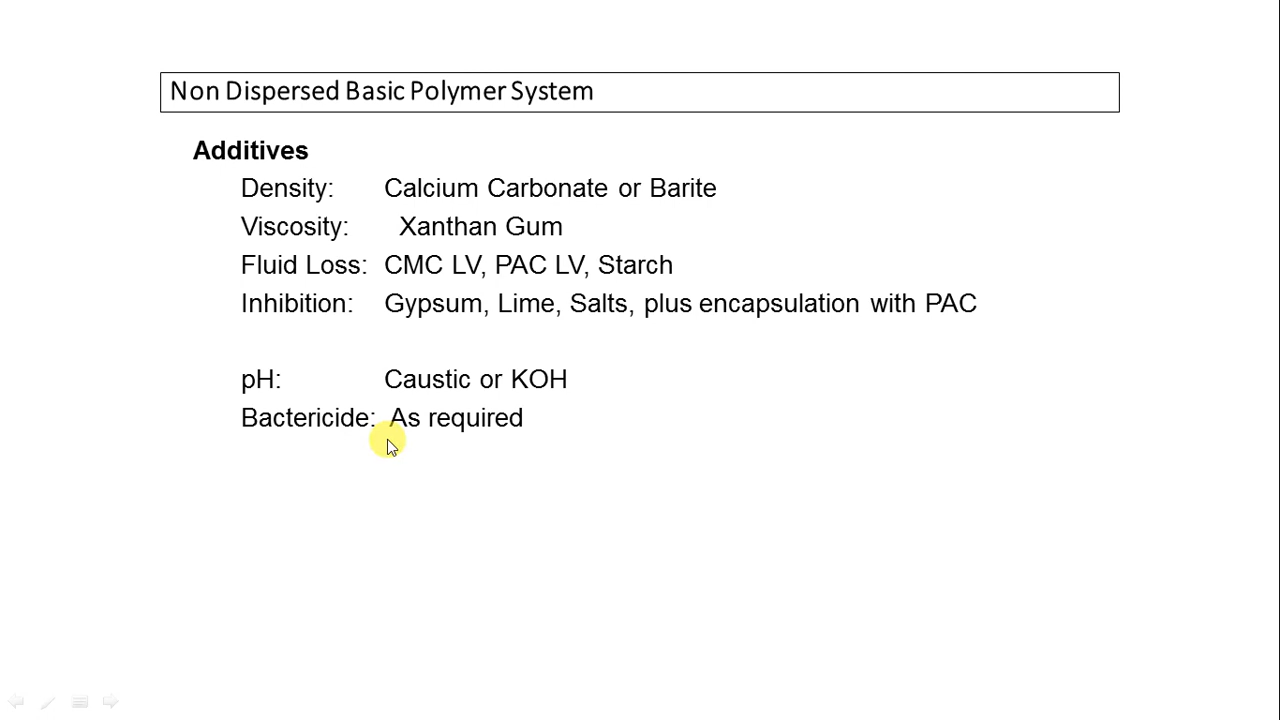 Non Dispersed Basic Polymer System
Additives
Density: Calcium Carbonate or Barite
Viscosity: Xanthan Gum
Fluid Loss: CMC LV, PAC LV, Starch
Inhibition: Gypsum, Lime, Salts, plus encapsulation with PAC
pH: Caustic or KOH
Bactericide: As required